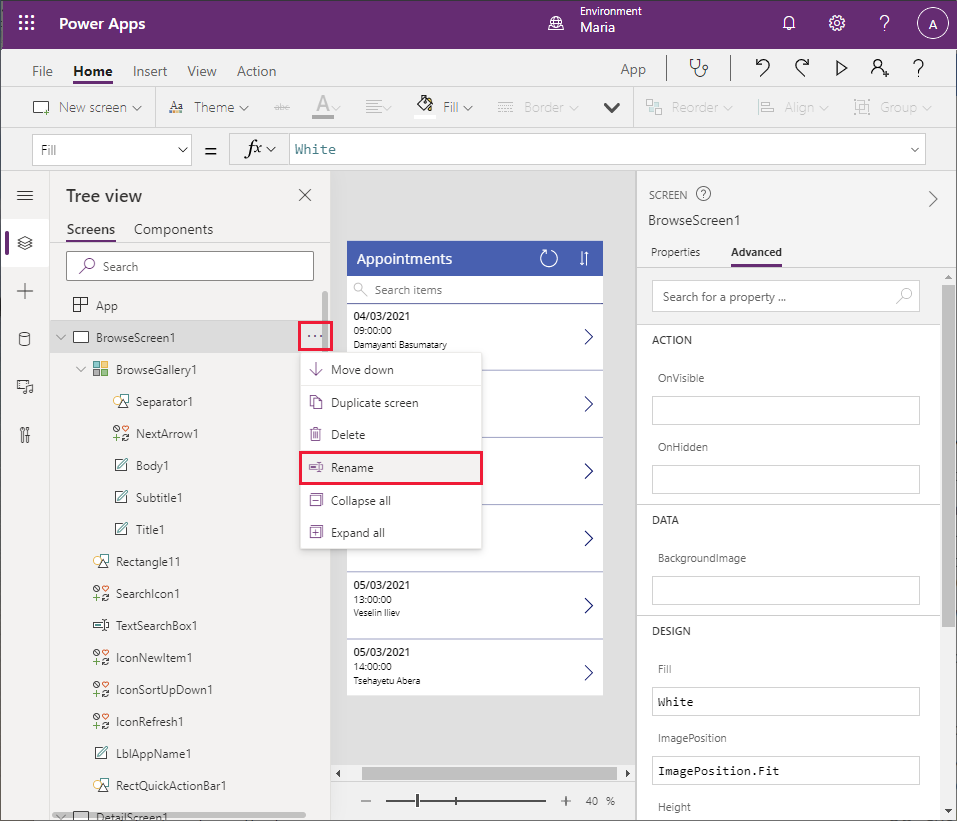 Power Apps
Environment
Maria
A
File Home Insert View Action
App
New screen Theme abc A Fill Border Reorder Align Group
Fill = fx White
Tree view
Screens Components
Search
App
BrowseScreen1
BrowseGallery1
Separator1
NextArrow1
Body1
Subtitle1
Title1
Rectangle11
SearchIcon1
TextSearchBox1
IconNewItem1
IconSortUpDown1
IconRefresh1
LblAppName1
RectQuickActionBar1
DetailScreen1
Move down
Duplicate screen
Delete
Rename
Collapse all
Expand all
Appointments
Search items
04/03/2021
09:00:00
Damayanti Basumatary
05/03/2021
13:00:00
Veselin Iliev
05/03/2021
14:00:00
Tsehayetu Abera
40 %
SCREEN
BrowseScreen1
Properties Advanced
Search for a property ...
ACTION
OnVisible
OnHidden
DATA
BackgroundImage
DESIGN
Fill
White
ImagePosition
ImagePosition.Fit
Height